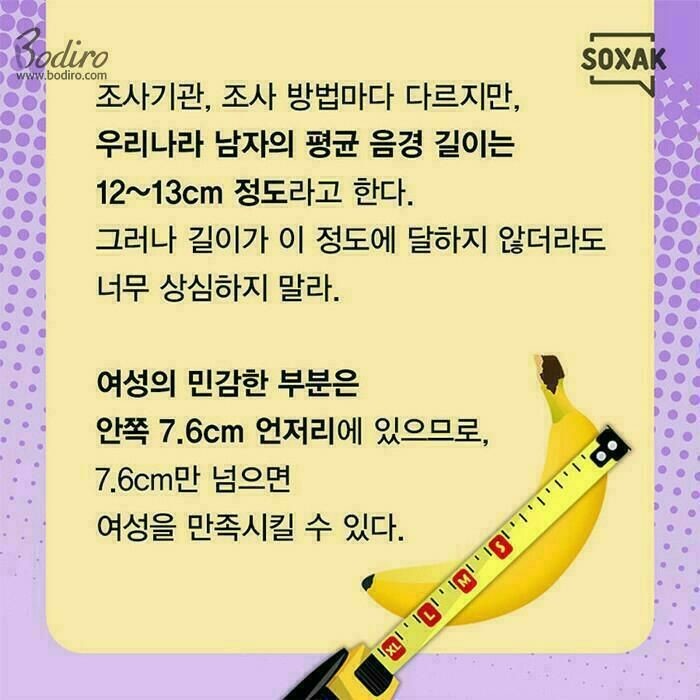 Bodiro
www.bodiro.com
SOXAK
조사기관, 조사 방법마다 다르지만,
우리나라 남자의 평균 음경 길이는
12~13cm 정도라고 한다.
그러나 길이가 이 정도에 달하지 않더라도
너무 상심하지 말라.
여성의 민감한 부분은
안쪽 7.6cm 언저리에 있으므로,
7.6cm만 넘으면
여성을 만족시킬 수 있다.
S
M
L
XL